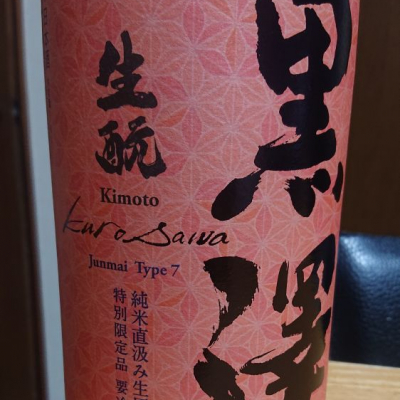 黒澤
生酛
Kimoto
Kurosawa
Junmai Type 7
純米直汲み生
特別限定品 要冷